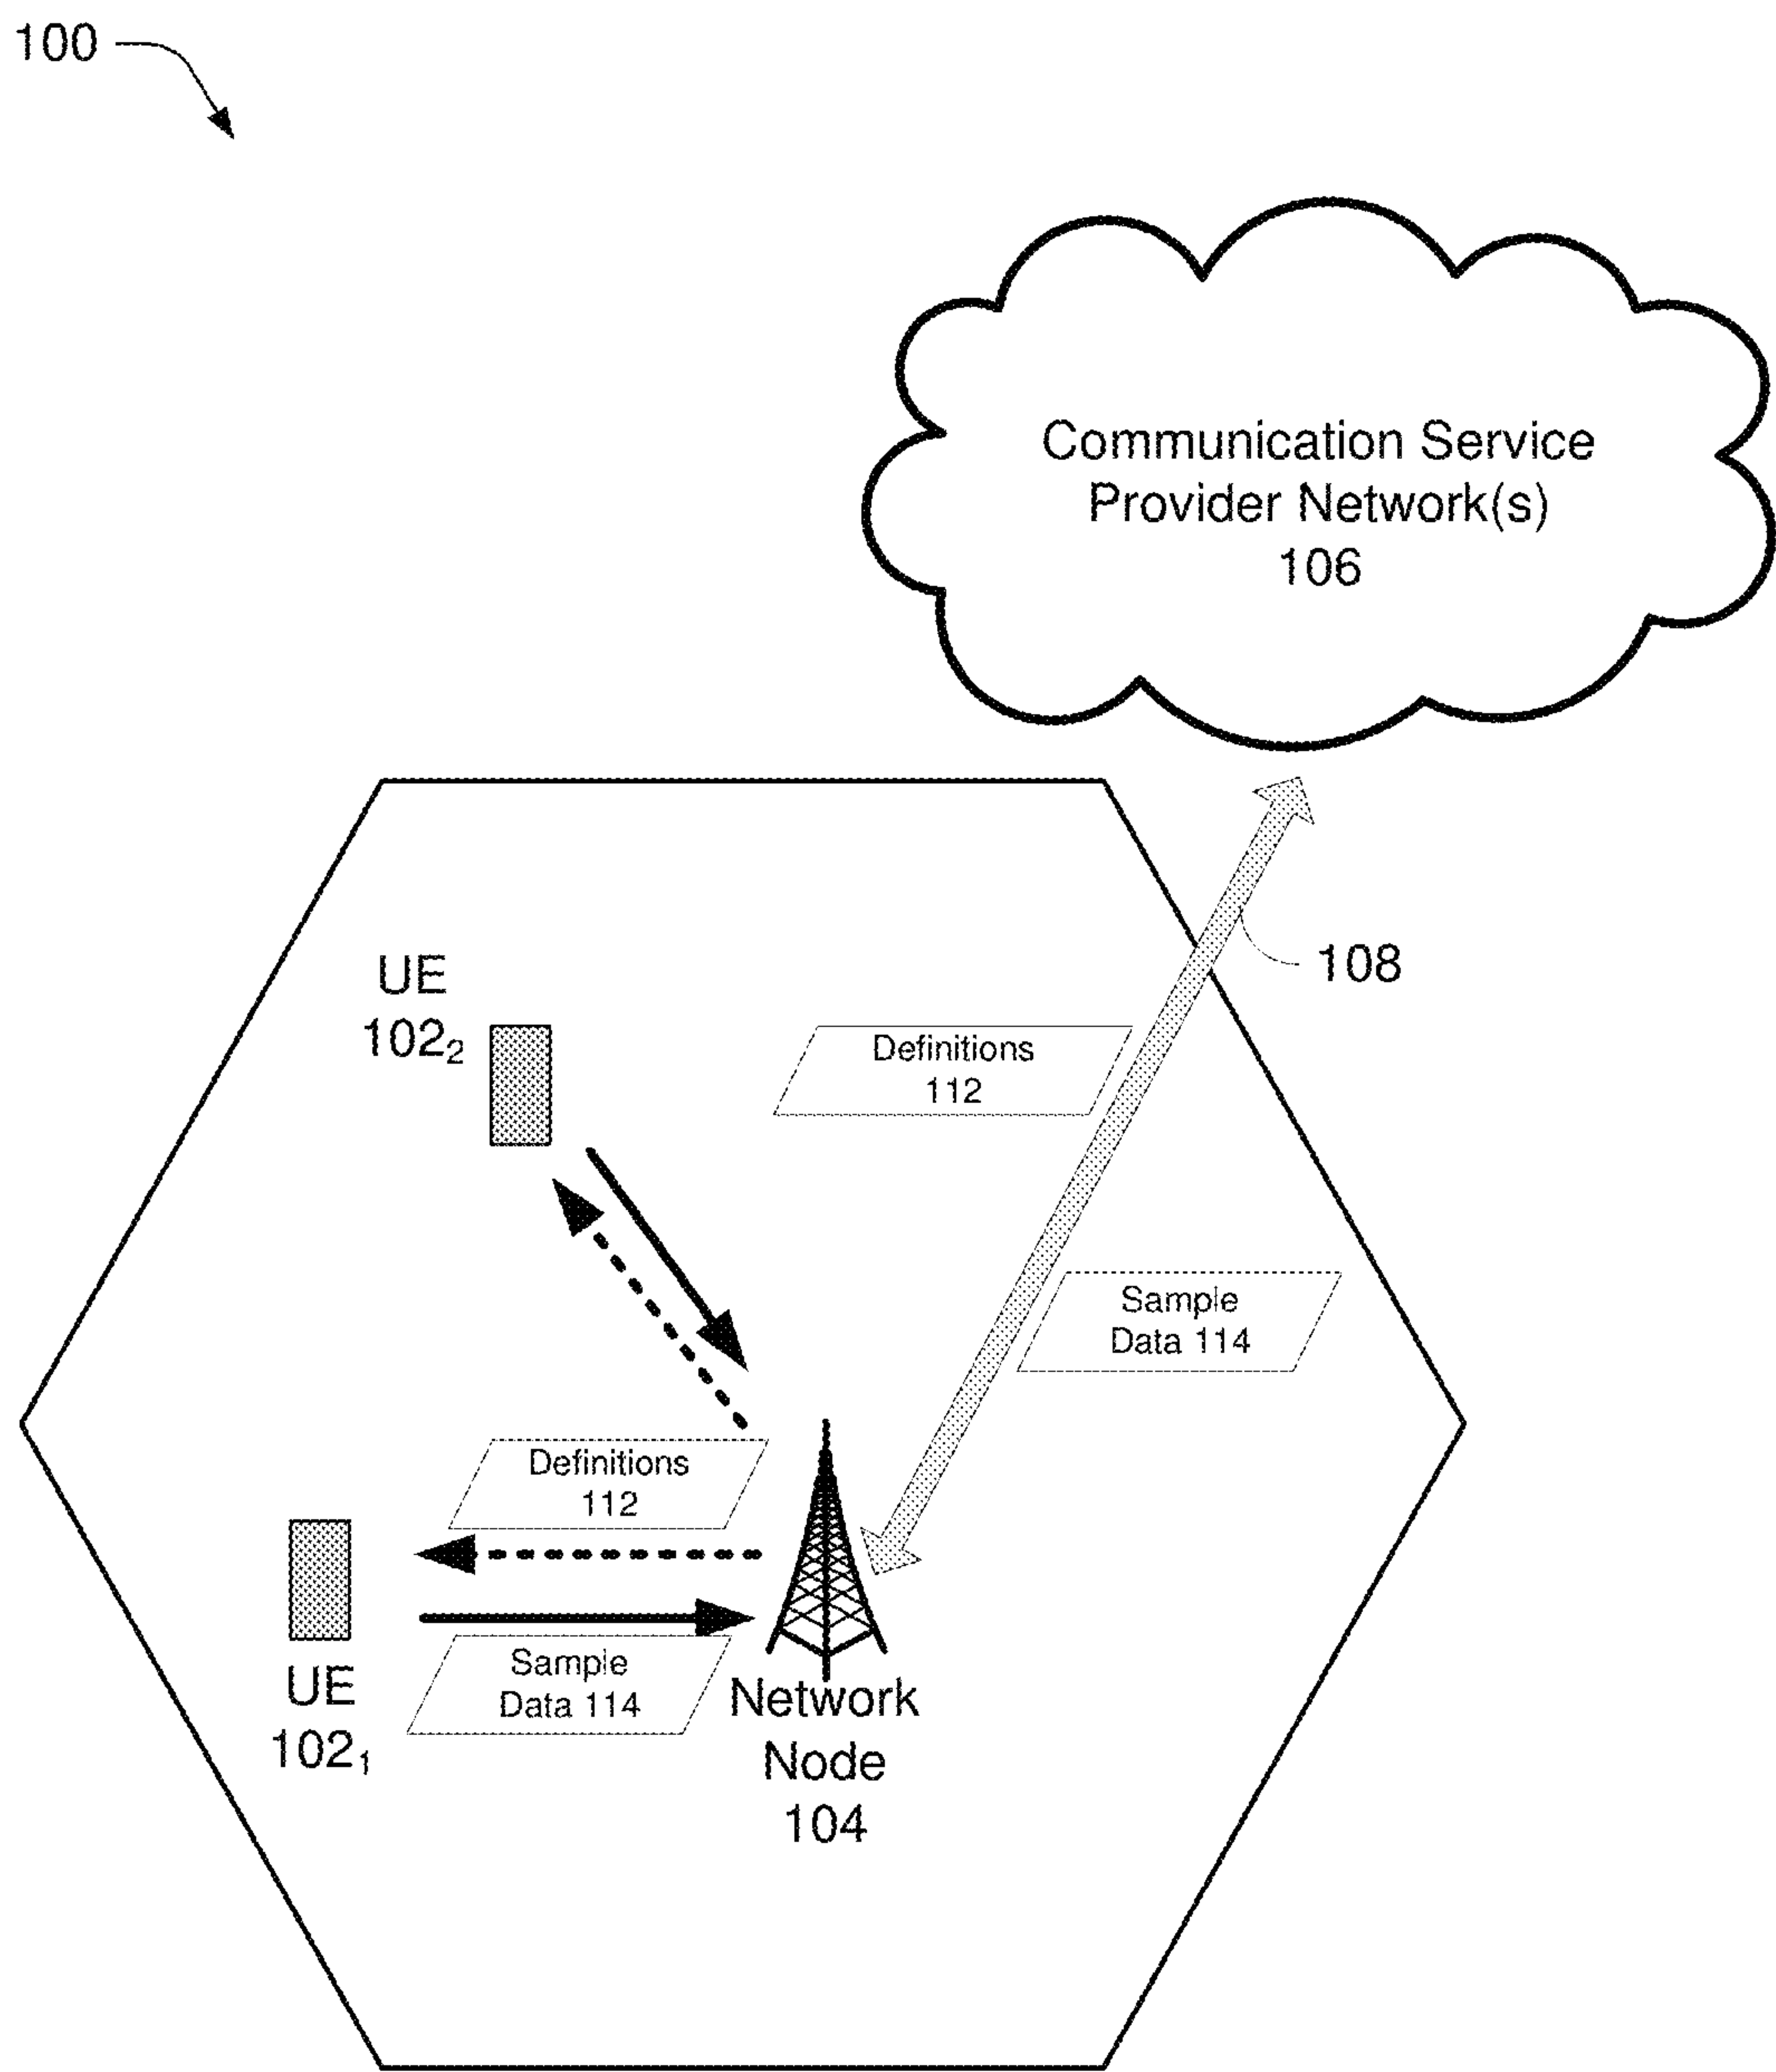 100
Communication Service
Provider Network(s)
106
108
UE
102₂
Definitions
112
Sample
Data 114
Definitions
112
UE
102₁
Sample
Data 114
Network
Node
104